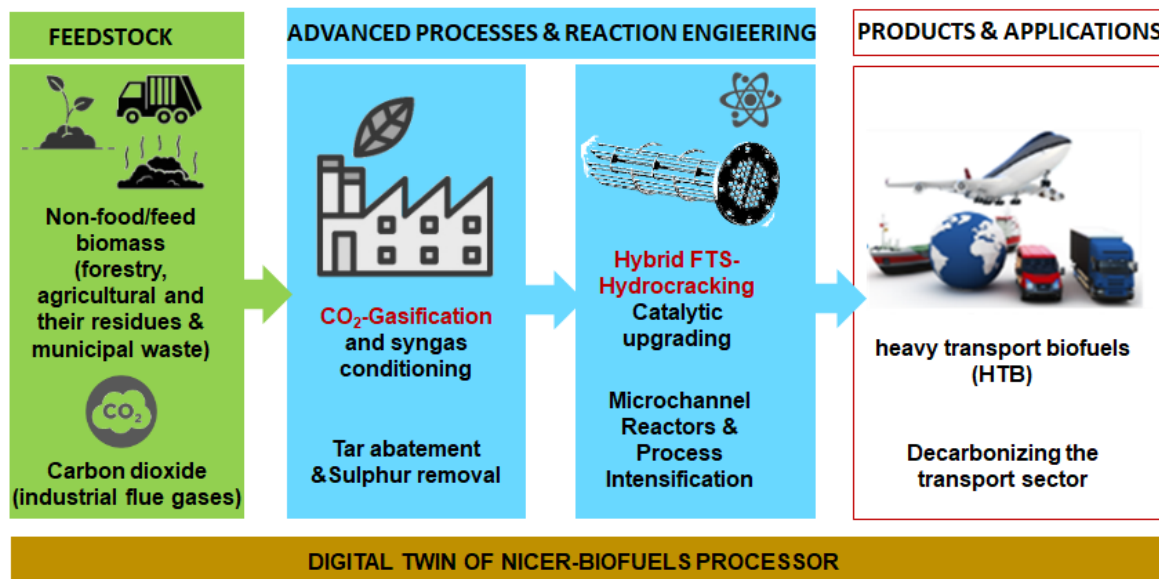 FEEDSTOCK
ADVANCED PROCESSES & REACTION ENGIEERING
PRODUCTS & APPLICATIONS
Non-food/feed
biomass
(forestry,
agricultural and
their residues &
municipal waste)
CO₂
Carbon dioxide
(industrial flue gases)
CO₂-Gasification
and syngas
conditioning
Tar abatement
&Sulphur removal
Hybrid FTS-
Hydrocracking
Catalytic
upgrading
Microchannel
Reactors &
Process
Intensification
heavy transport biofuels
(HTB)
Decarbonizing the
transport sector
DIGITAL TWIN OF NICER-BIOFUELS PROCESSOR